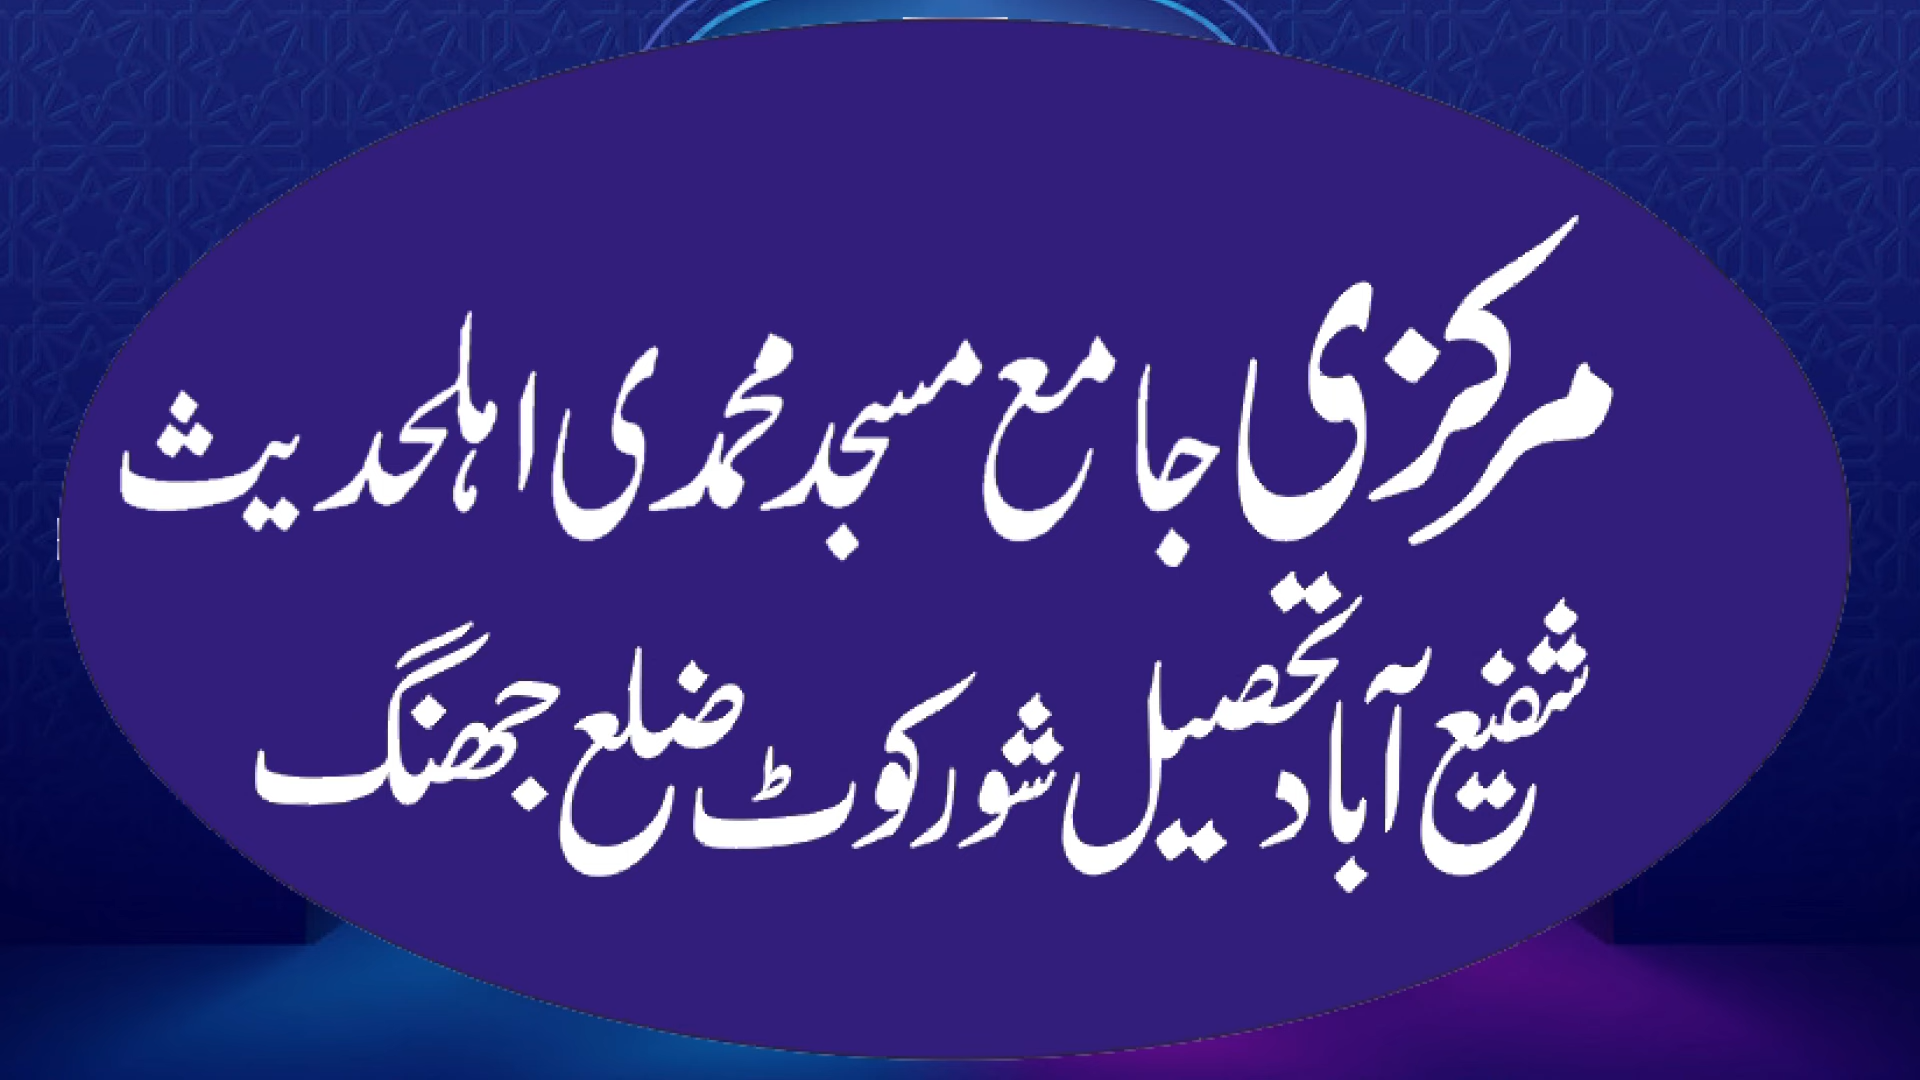 مرکزی جامع مسجد محمدی اہلحدیث
شفیع آباد تحصیل شورکوٹ ضلع جھنگ